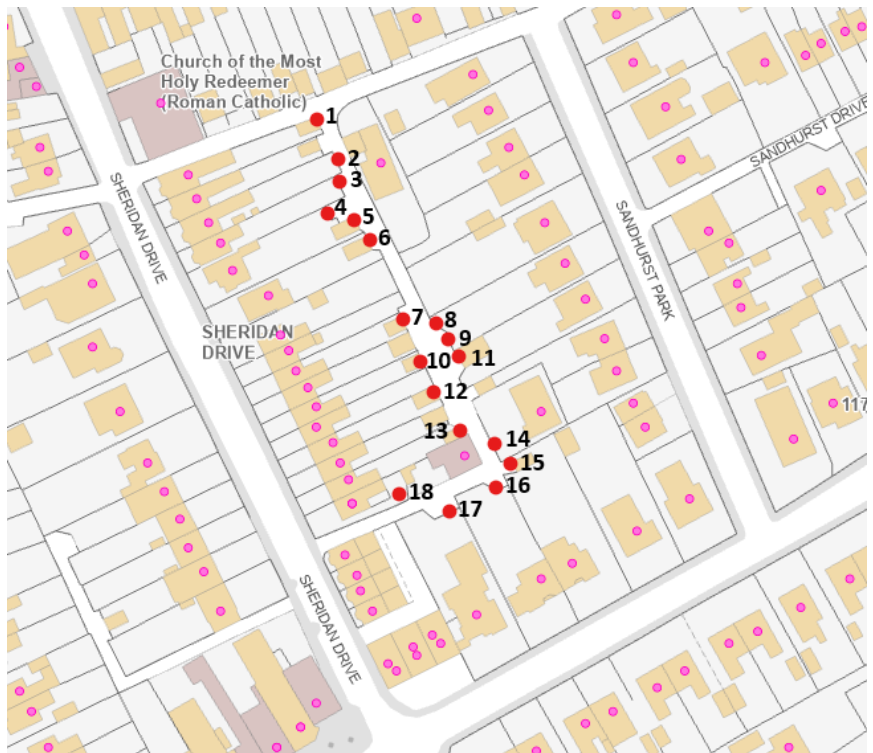 Church of the Most
Holy Redeemer
(Roman Catholic)
1
2
3
4
5
6
7
8
9
10
11
12
13
14
15
16
17
18
SHERIDAN DRIVE
SANDHURST DRIVE
SANDHURST PARK
SHERIDAN
DRIVE
117
SHERIDAN DRIVE